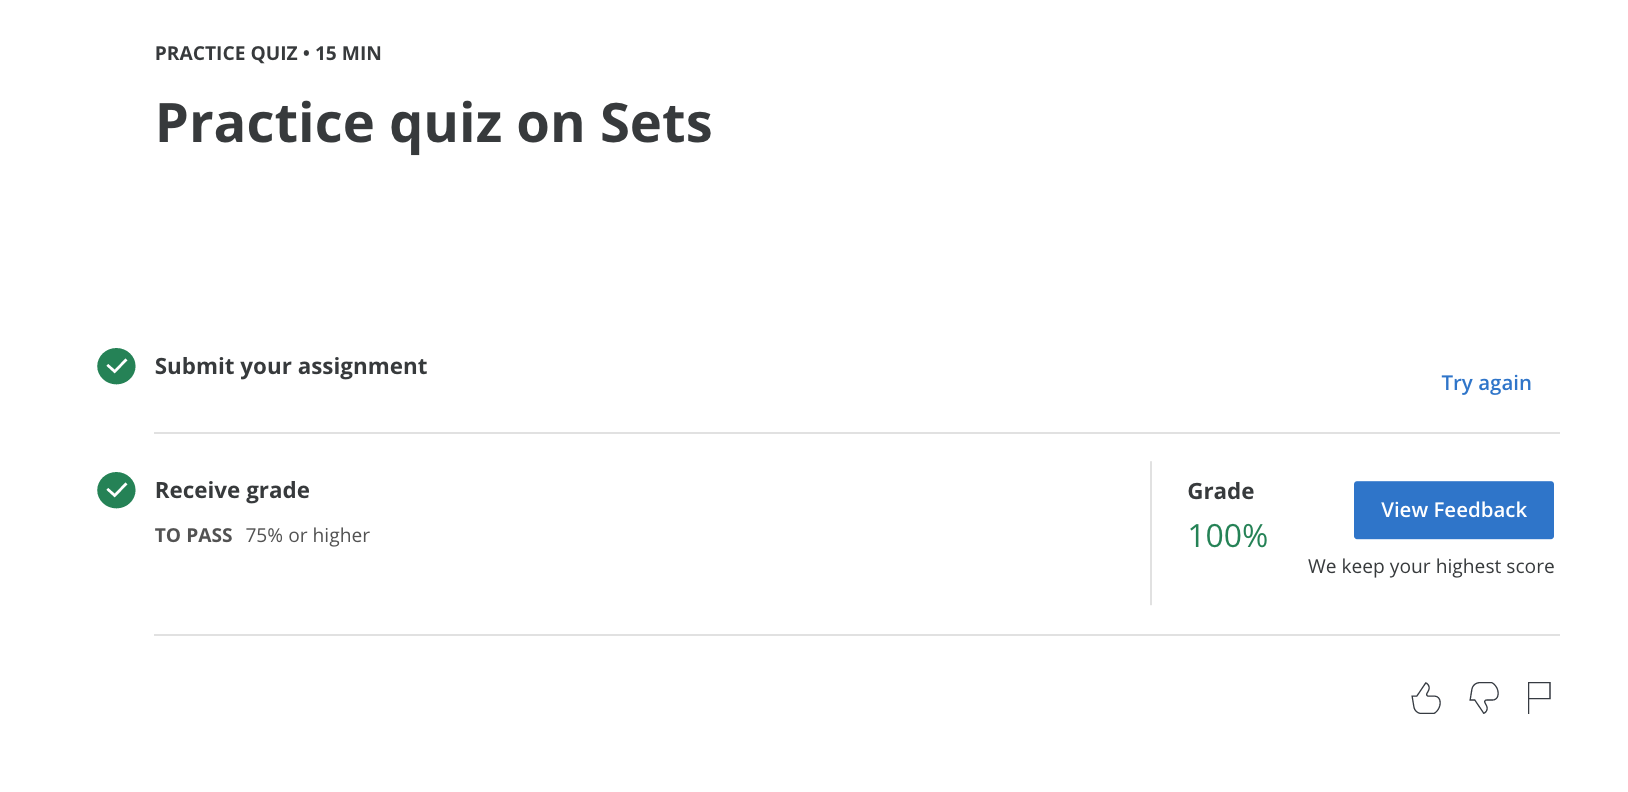 PRACTICE QUIZ • 15 MIN
Practice quiz on Sets
Submit your assignment
Try again
Receive grade
TO PASS 75% or higher
Grade
100%
View Feedback
We keep your highest score